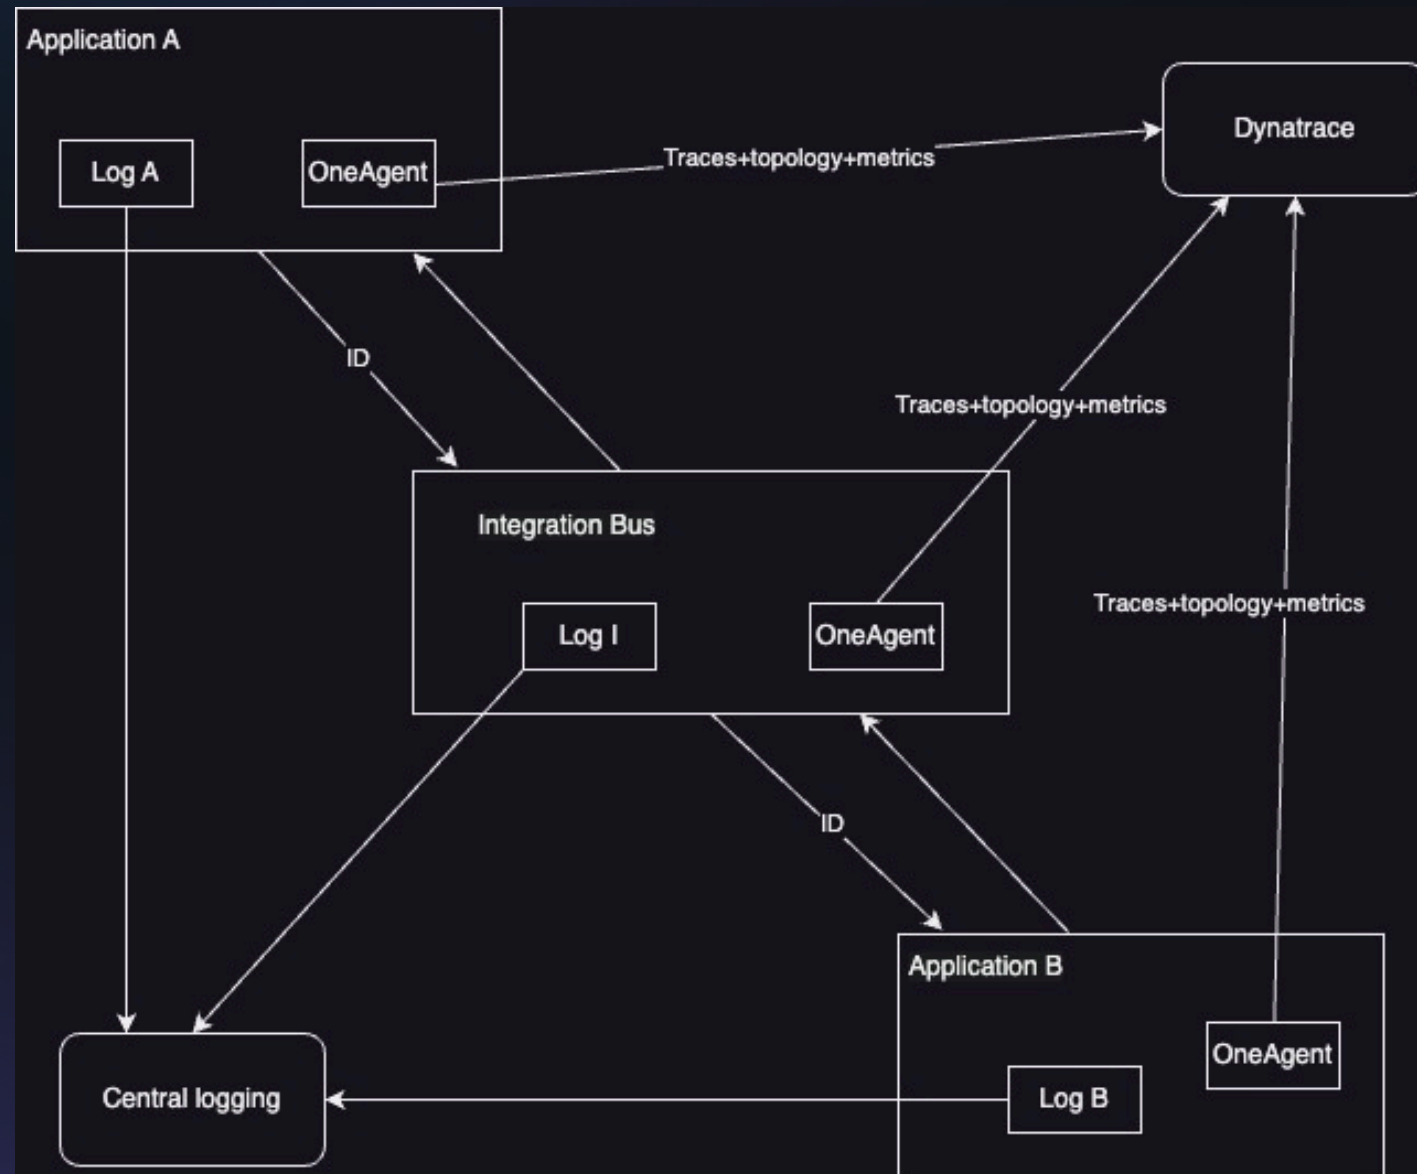 Application A
Dynatrace
Traces+topology+metrics
Log A
OneAgent
ID
Traces+topology+metrics
Integration Bus
Traces+topology+metrics
Log I
OneAgent
ID
Application B
OneAgent
Central logging
Log B